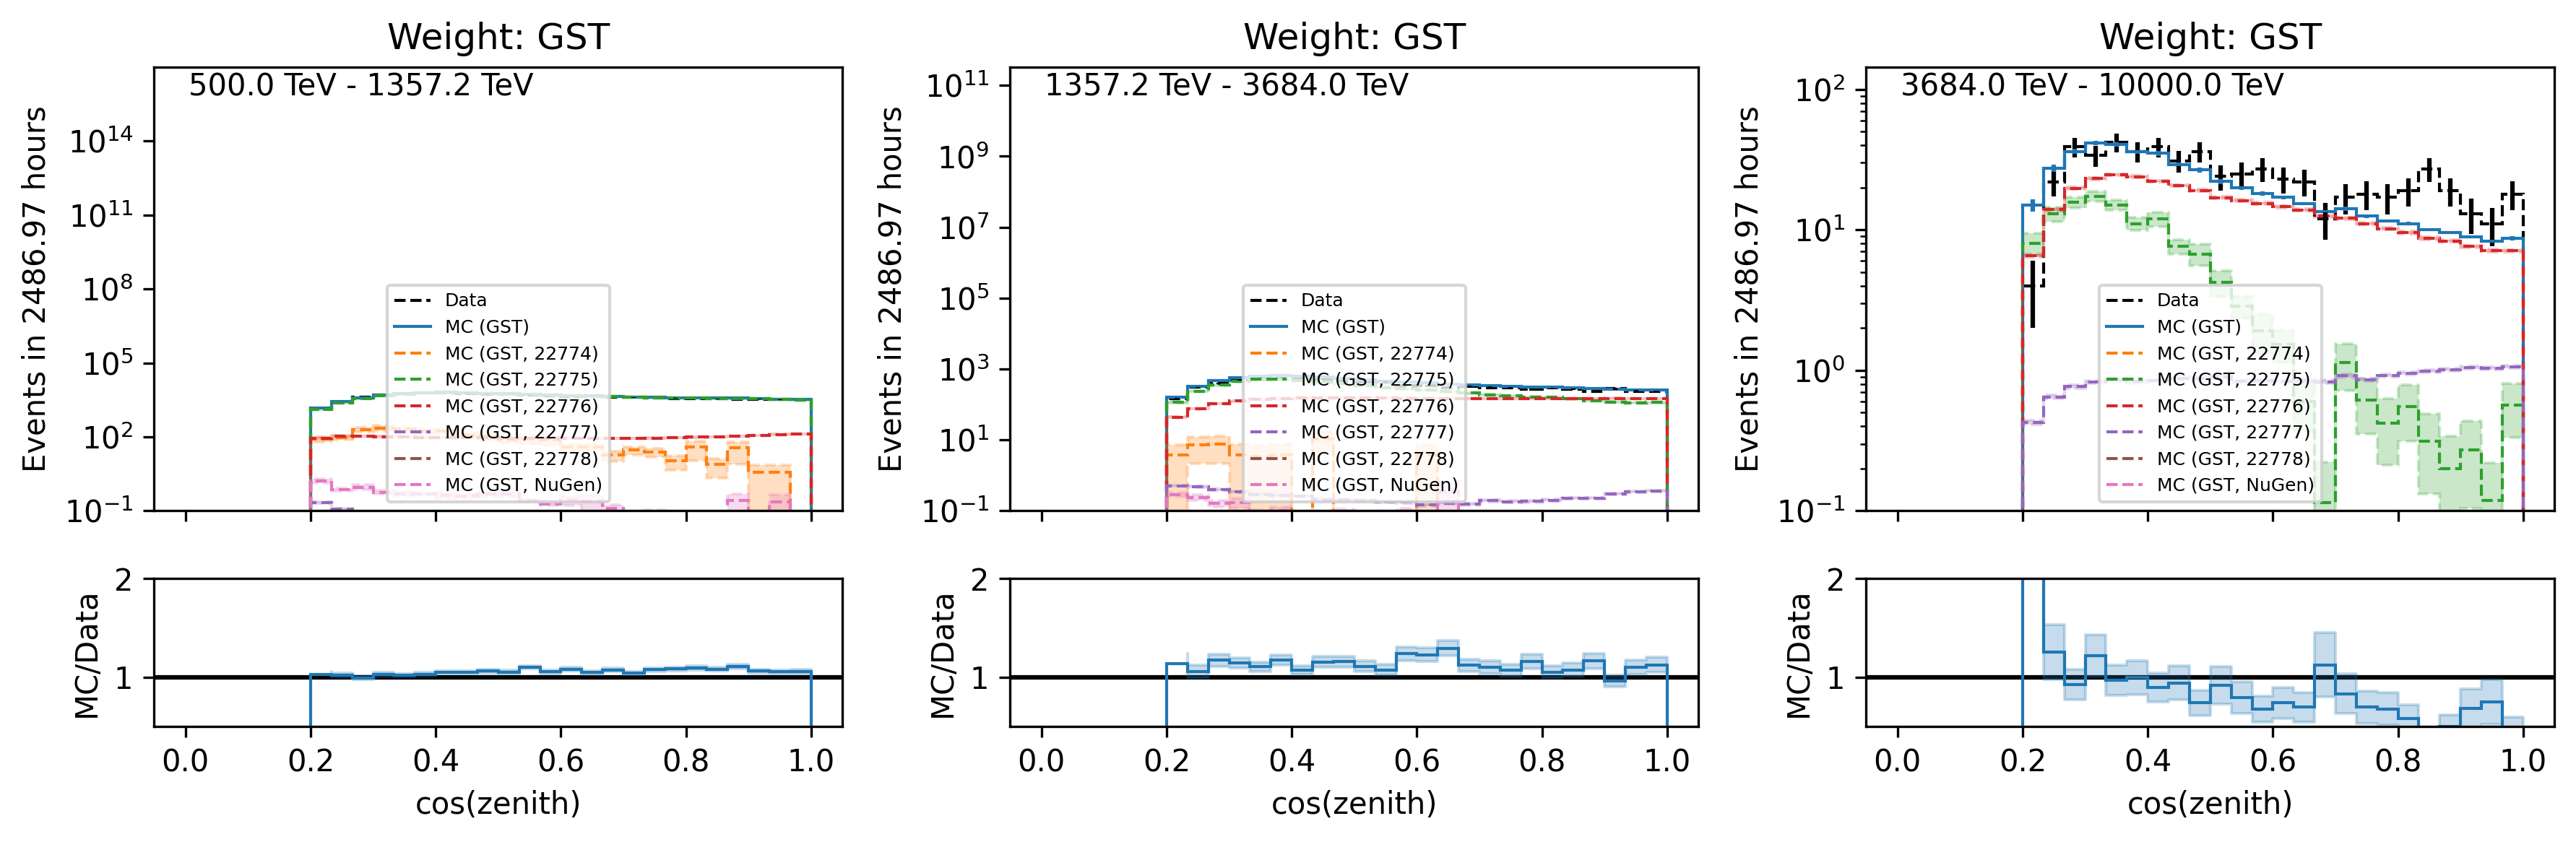 Weight: GST
500.0 TeV - 1357.2 TeV
Events in 2486.97 hours
10^14
10^11
10^8
10^5
10^2
10^-1
Data
MC (GST)
MC (GST, 22774)
MC (GST, 22775)
MC (GST, 22776)
MC (GST, 22777)
MC (GST, 22778)
MC (GST, NuGen)
MC/Data
2
1
0.0 0.2 0.4 0.6 0.8 1.0
cos(zenith)
Weight: GST
1357.2 TeV - 3684.0 TeV
Events in 2486.97 hours
10^11
10^9
10^7
10^5
10^3
10^1
10^-1
Data
MC (GST)
MC (GST, 22774)
MC (GST, 22775)
MC (GST, 22776)
MC (GST, 22777)
MC (GST, 22778)
MC (GST, NuGen)
MC/Data
2
1
0.0 0.2 0.4 0.6 0.8 1.0
cos(zenith)
Weight: GST
3684.0 TeV - 10000.0 TeV
Events in 2486.97 hours
10^2
10^1
10^0
10^-1
Data
MC (GST)
MC (GST, 22774)
MC (GST, 22775)
MC (GST, 22776)
MC (GST, 22777)
MC (GST, 22778)
MC (GST, NuGen)
MC/Data
2
1
0.0 0.2 0.4 0.6 0.8 1.0
cos(zenith)